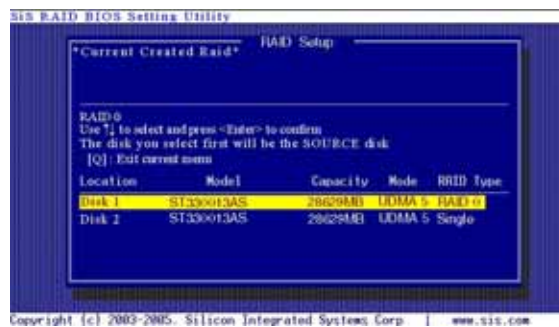 SiS RAID BIOS Setting Utility
RAID Setup
*Current Created Raid*
RAID 0
Use ↑↓ to select and press <Enter> to confirm
The disk you select first will be the SOURCE disk
[Q]: Exit current menu
Location Model Capacity Mode RAID Type
Disk 1 ST330013AS 28629MB UDMA 5 RAID 0
Disk 2 ST330013AS 28629MB UDMA 5 Single
Copyright (c) 2003-2005. Silicon Integrated Systems Corp | www.sis.com